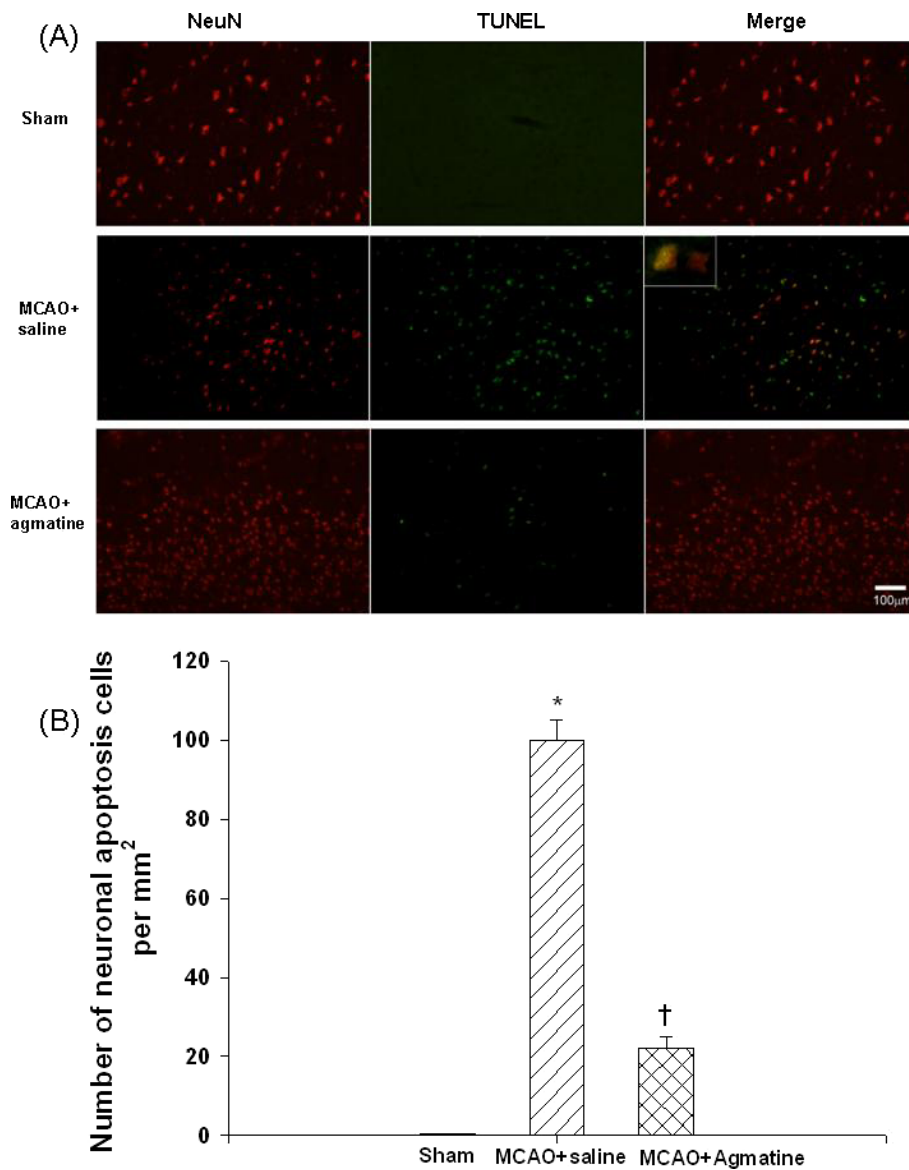 (A)
NeuN TUNEL Merge
Sham
MCAO+
saline
MCAO+
agmatine
100μm
(B)
Number of neuronal apoptosis cells
per mm²
120
100
80
60
40
20
0
*
†
Sham MCAO+saline MCAO+Agmatine